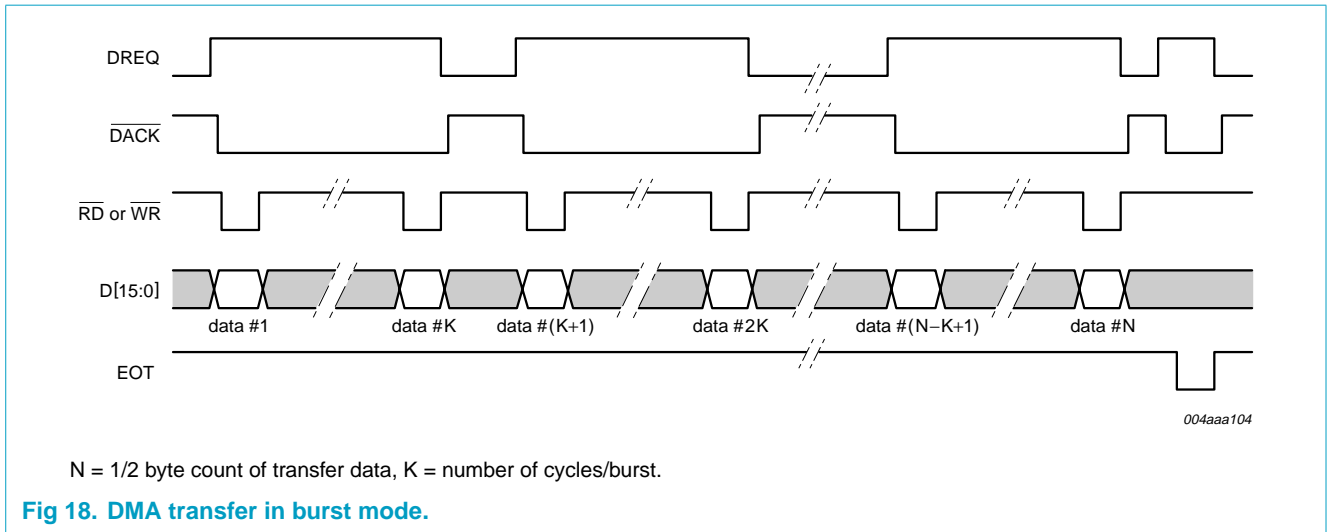 DREQ
DACK
RD or WR
D[15:0]
data #1 data #K data #(K+1) data #2K data #(N−K+1) data #N
EOT
004aaa104
N = 1/2 byte count of transfer data, K = number of cycles/burst.
Fig 18. DMA transfer in burst mode.